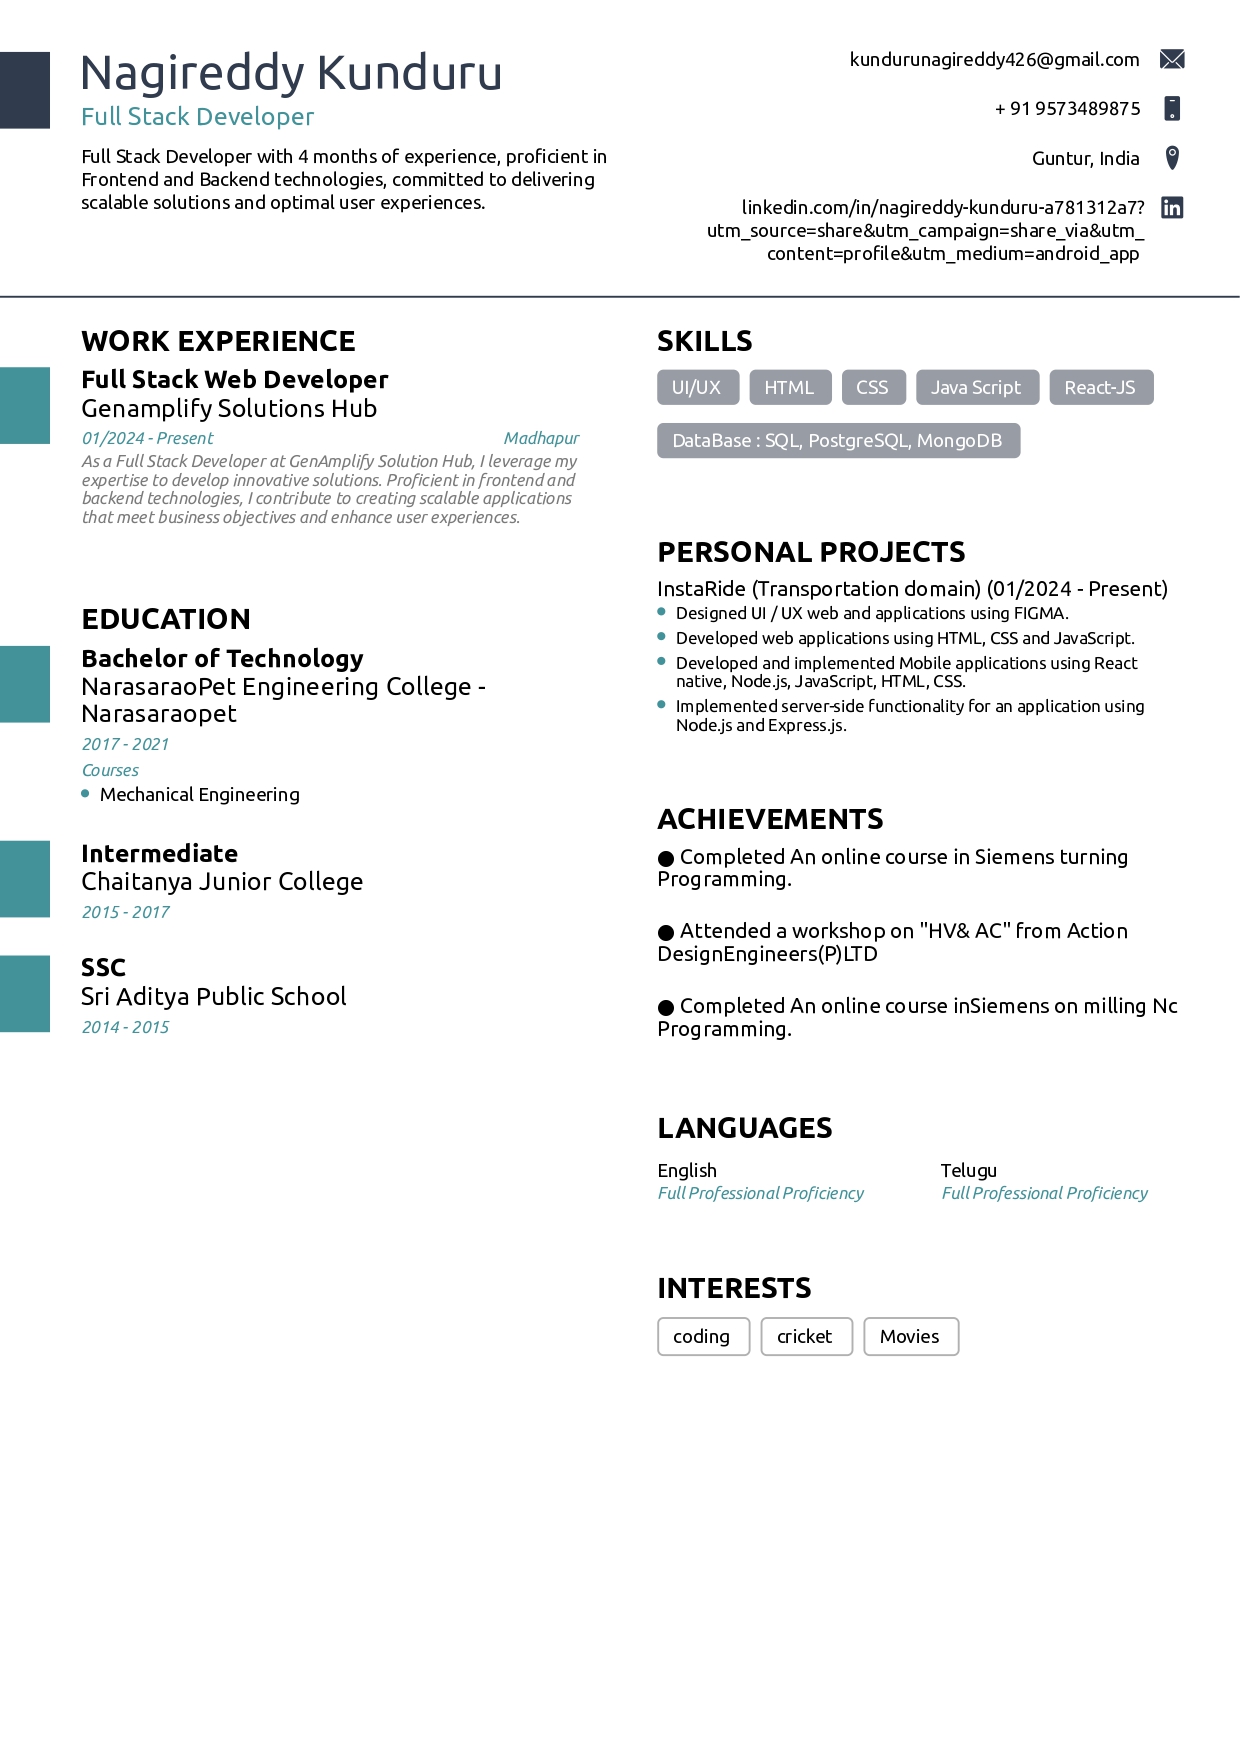 Nagireddy Kunduru
Full Stack Developer
Full Stack Developer with 4 months of experience, proficient in
Frontend and Backend technologies, committed to delivering
scalable solutions and optimal user experiences.
kundurunagireddy426@gmail.com
+ 91 9573489875
Guntur, India
linkedin.com/in/nagireddy-kunduru-a781312a7?
utm_source=share&utm_campaign=share_via&utm_
content=profile&utm_medium=android_app
WORK EXPERIENCE
Full Stack Web Developer
Genamplify Solutions Hub
01/2024 - Present Madhapur
As a Full Stack Developer at GenAmplify Solution Hub, I leverage my
expertise to develop innovative solutions. Proficient in frontend and
backend technologies, I contribute to creating scalable applications
that meet business objectives and enhance user experiences.
EDUCATION
Bachelor of Technology
NarasaraoPet Engineering College -
Narasaraopet
2017 - 2021
Courses
• Mechanical Engineering
Intermediate
Chaitanya Junior College
2015 - 2017
SSC
Sri Aditya Public School
2014 - 2015
SKILLS
UI/UX HTML CSS Java Script React-JS
DataBase : SQL, PostgreSQL, MongoDB
PERSONAL PROJECTS
InstaRide (Transportation domain) (01/2024 - Present)
• Designed UI / UX web and applications using FIGMA.
• Developed web applications using HTML, CSS and JavaScript.
• Developed and implemented Mobile applications using React
native, Node.js, JavaScript, HTML, CSS.
• Implemented server-side functionality for an application using
Node.js and Express.js.
ACHIEVEMENTS
● Completed An online course in Siemens turning
Programming.
● Attended a workshop on "HV& AC" from Action
DesignEngineers(P)LTD
● Completed An online course inSiemens on milling Nc
Programming.
LANGUAGES
English Telugu
Full Professional Proficiency Full Professional Proficiency
INTERESTS
coding cricket Movies